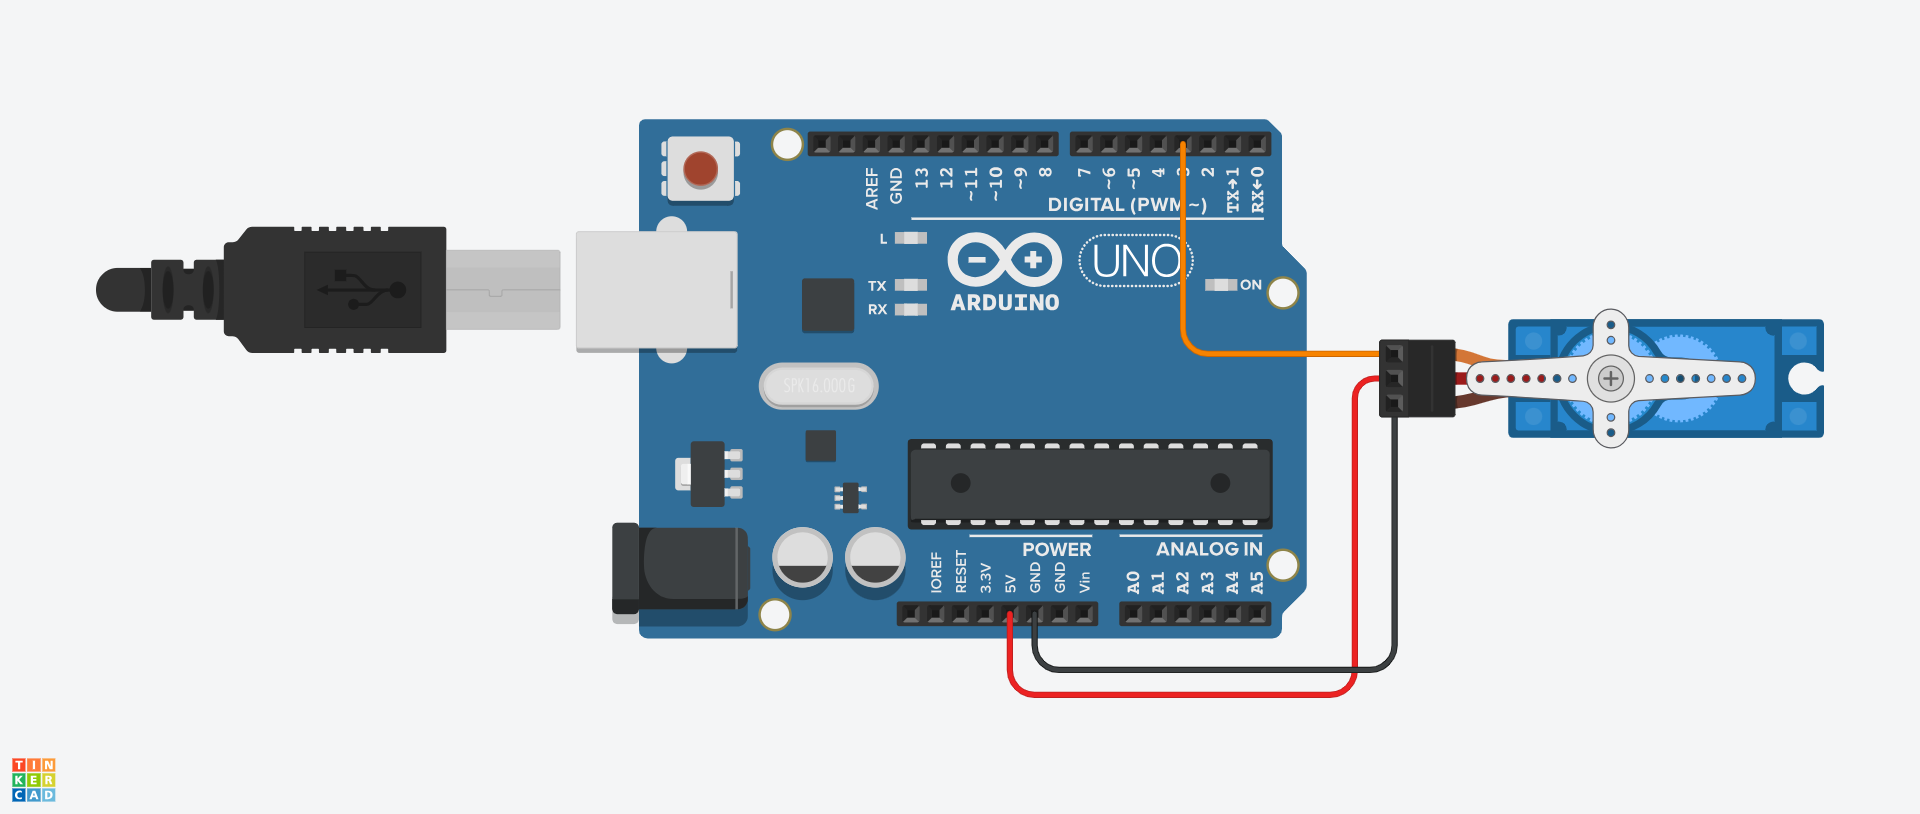 AREF
GND
13
12
~11
~10
~9
8
7
~6
~5
4
2
TX→1
RX←0
DIGITAL (PWM ~)
L
TX
RX
ARDUINO
UNO
ON
SPX16.000G
POWER
ANALOG IN
IOREF
RESET
3.3V
5V
GND
GND
Vin
A0
A1
A2
A3
A4
A5
TIN
KER
CAD